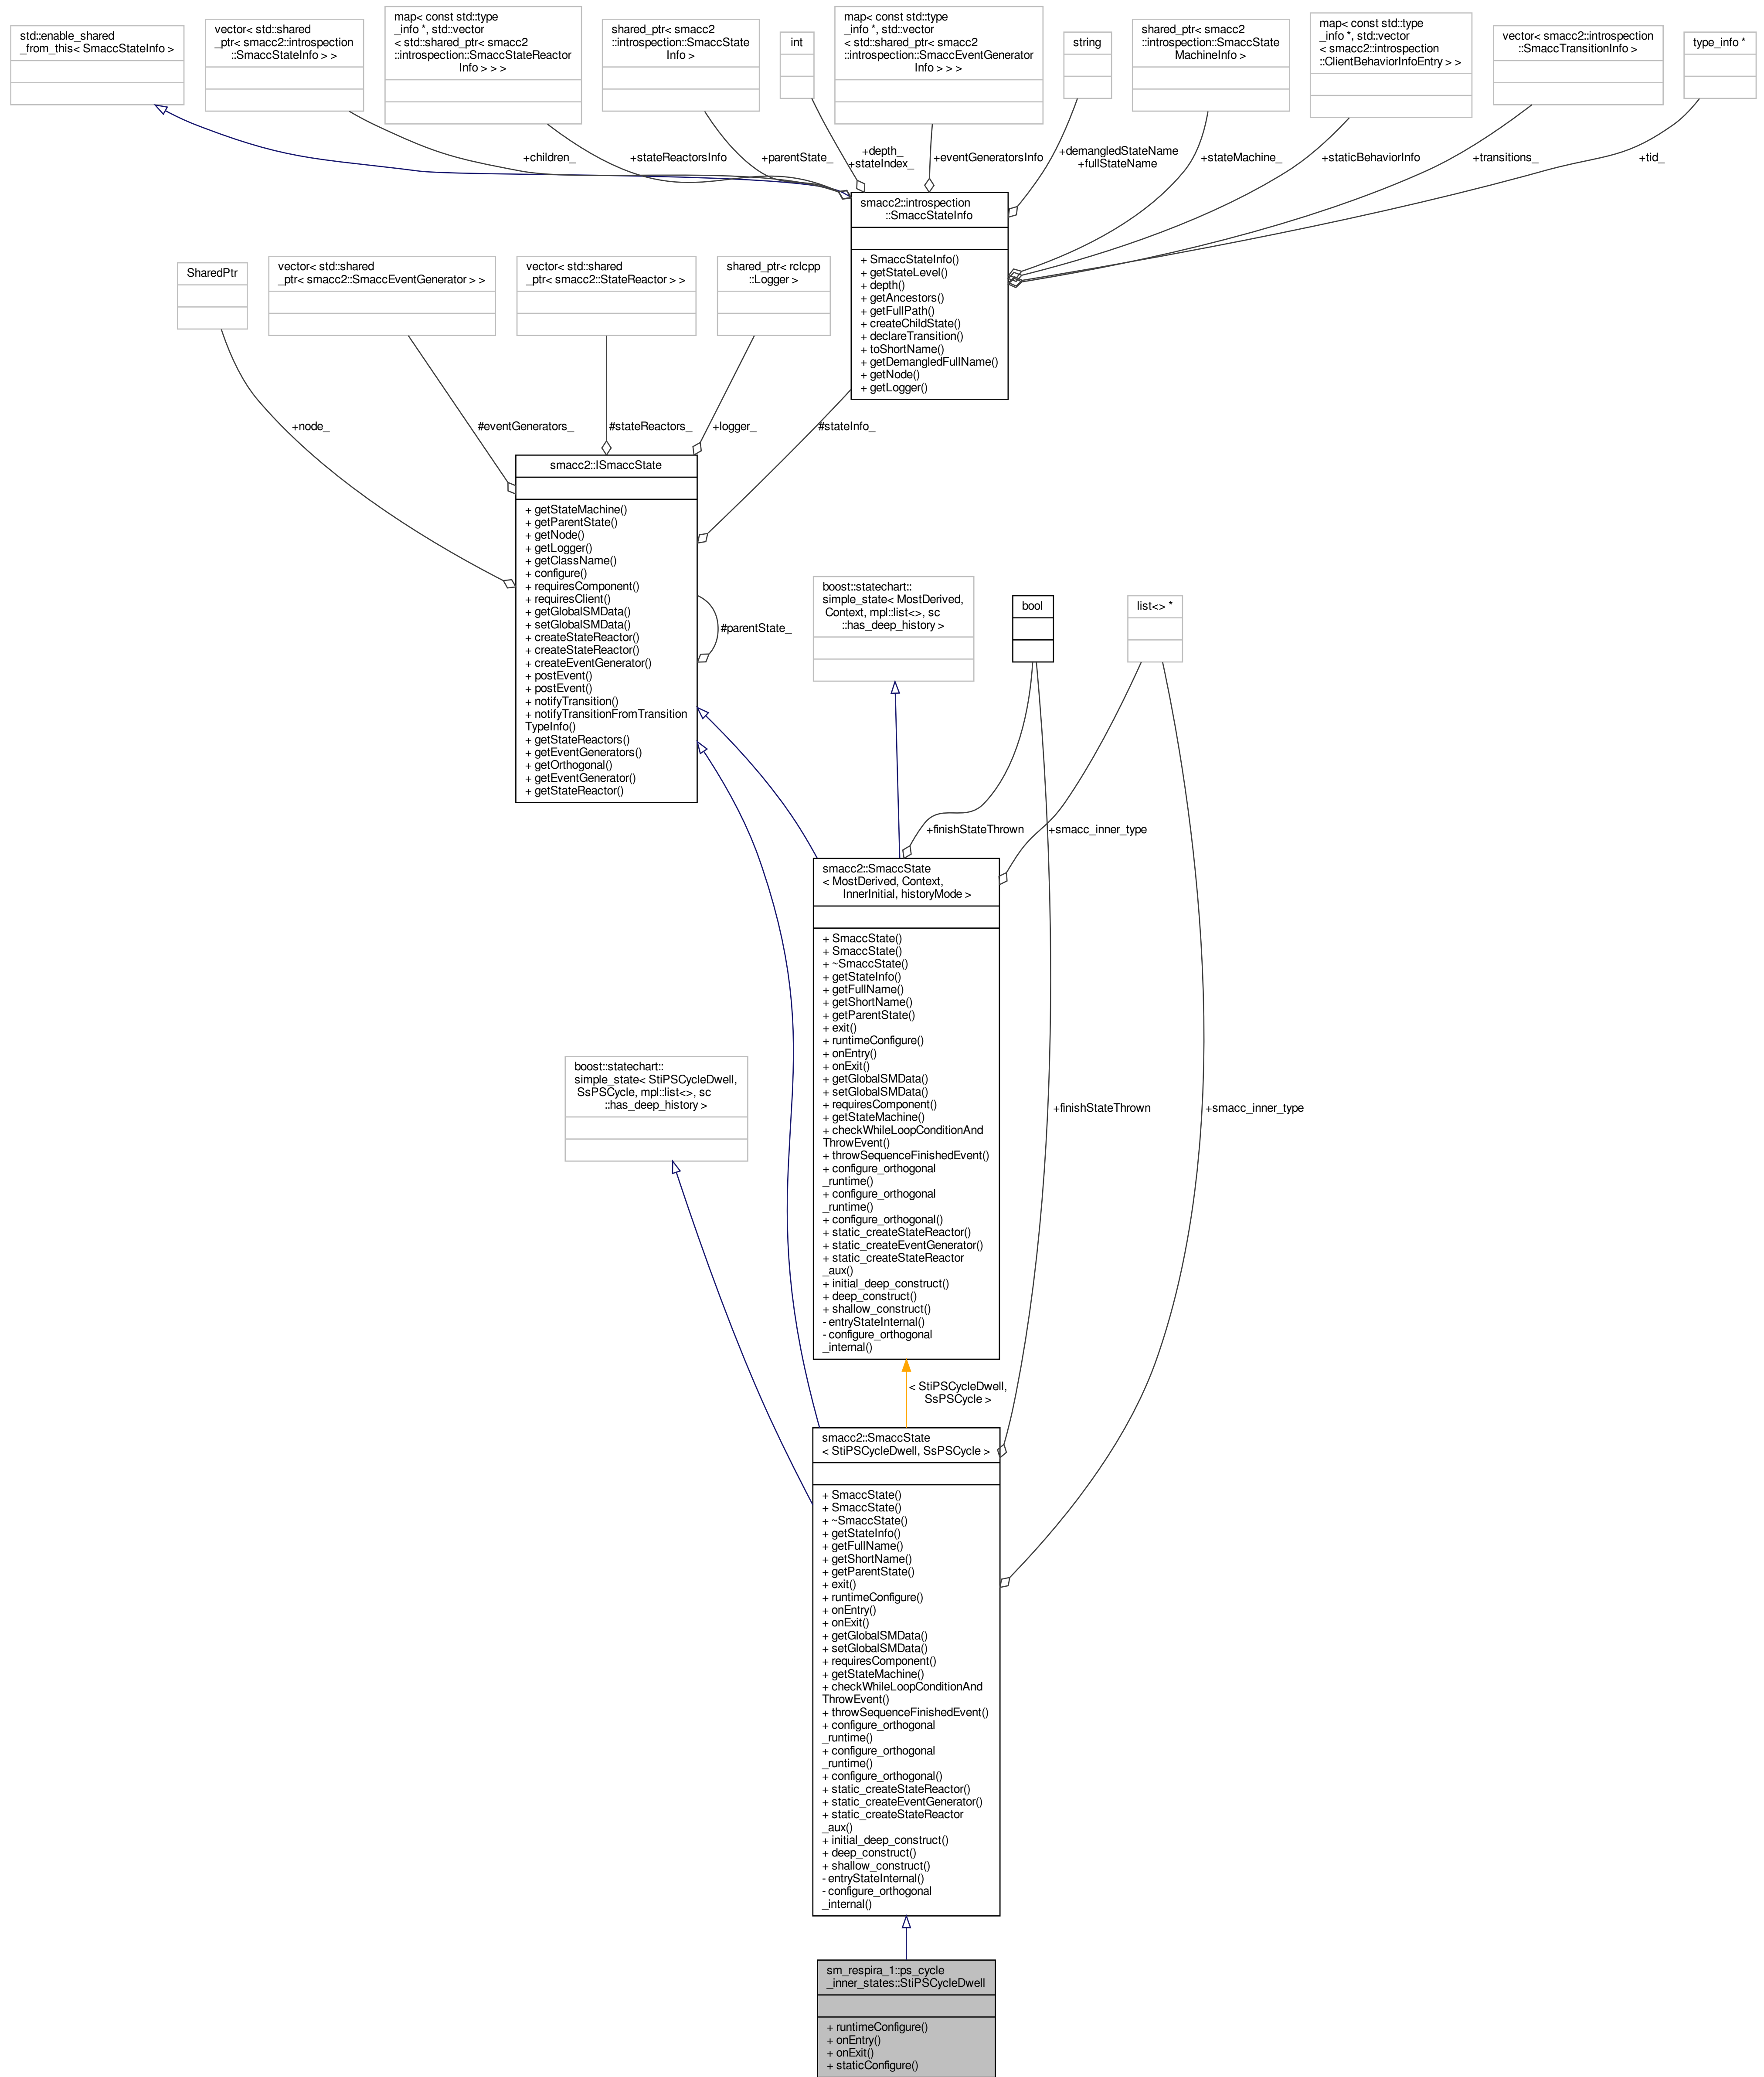 std::enable_shared
_from_this< SmaccStateInfo >
vector< std::shared
_ptr< smacc2::introspection
::SmaccStateInfo > >
map< const std::type
_info *, std::vector
< std::shared_ptr< smacc2
::introspection::SmaccStateReactor
Info > > >
shared_ptr< smacc2
::introspection::SmaccState
Info >
int
map< const std::type
_info *, std::vector
< std::shared_ptr< smacc2
::introspection::SmaccEventGenerator
Info > > >
string
shared_ptr< smacc2
::introspection::SmaccState
MachineInfo >
map< const std::type
_info *, std::vector
< smacc2::introspection
::ClientBehaviorInfoEntry > >
vector< smacc2::introspection
::SmaccTransitionInfo >
type_info *
+children_
+stateReactorsInfo
+parentState_
+depth_
+stateIndex_
+eventGeneratorsInfo
+demangledStateName
+fullStateName
+stateMachine_
+staticBehaviorInfo
+transitions_
+tid_
smacc2::introspection
::SmaccStateInfo
+ SmaccStateInfo()
+ getStateLevel()
+ depth()
+ getAncestors()
+ getFullPath()
+ createChildState()
+ declareTransition()
+ toShortName()
+ getDemangledFullName()
+ getNode()
+ getLogger()
SharedPtr
vector< std::shared
_ptr< smacc2::SmaccEventGenerator > >
vector< std::shared
_ptr< smacc2::StateReactor > >
shared_ptr< rclcpp
::Logger >
+node_
#eventGenerators_
#stateReactors_
+logger_
#stateInfo_
smacc2::ISmaccState
+ getStateMachine()
+ getParentState()
+ getNode()
+ getLogger()
+ getClassName()
+ configure()
+ requiresComponent()
+ requiresClient()
+ getGlobalSMData()
+ setGlobalSMData()
+ createStateReactor()
+ createStateReactor()
+ createEventGenerator()
+ postEvent()
+ postEvent()
+ notifyTransition()
+ notifyTransitionFromTransition
TypeInfo()
+ getStateReactors()
+ getEventGenerators()
+ getOrthogonal()
+ getEventGenerator()
+ getStateReactor()
#parentState_
boost::statechart::
simple_state< MostDerived,
Context, mpl::list<>, sc
::has_deep_history >
bool
list<> *
+finishStateThrown
+smacc_inner_type
smacc2::SmaccState
< MostDerived, Context,
InnerInitial, historyMode >
+ SmaccState()
+ SmaccState()
+ ~SmaccState()
+ getStateInfo()
+ getFullName()
+ getShortName()
+ getParentState()
+ exit()
+ runtimeConfigure()
+ onEntry()
+ onExit()
+ getGlobalSMData()
+ setGlobalSMData()
+ requiresComponent()
+ getStateMachine()
+ checkWhileLoopConditionAnd
ThrowEvent()
+ throwSequenceFinishedEvent()
+ configure_orthogonal
_runtime()
+ configure_orthogonal
_runtime()
+ configure_orthogonal()
+ static_createStateReactor()
+ static_createEventGenerator()
+ static_createStateReactor
_aux()
+ initial_deep_construct()
+ deep_construct()
+ shallow_construct()
- entryStateInternal()
- configure_orthogonal
_internal()
boost::statechart::
simple_state< StiPSCycleDwell,
SsPSCycle, mpl::list<>, sc
::has_deep_history >
+finishStateThrown
+smacc_inner_type
< StiPSCycleDwell,
SsPSCycle >
smacc2::SmaccState
< StiPSCycleDwell, SsPSCycle >
+ SmaccState()
+ SmaccState()
+ ~SmaccState()
+ getStateInfo()
+ getFullName()
+ getShortName()
+ getParentState()
+ exit()
+ runtimeConfigure()
+ onEntry()
+ onExit()
+ getGlobalSMData()
+ setGlobalSMData()
+ requiresComponent()
+ getStateMachine()
+ checkWhileLoopConditionAnd
ThrowEvent()
+ throwSequenceFinishedEvent()
+ configure_orthogonal
_runtime()
+ configure_orthogonal
_runtime()
+ configure_orthogonal()
+ static_createStateReactor()
+ static_createEventGenerator()
+ static_createStateReactor
_aux()
+ initial_deep_construct()
+ deep_construct()
+ shallow_construct()
- entryStateInternal()
- configure_orthogonal
_internal()
sm_respira_1::ps_cycle
_inner_states::StiPSCycleDwell
+ runtimeConfigure()
+ onEntry()
+ onExit()
+ staticConfigure()